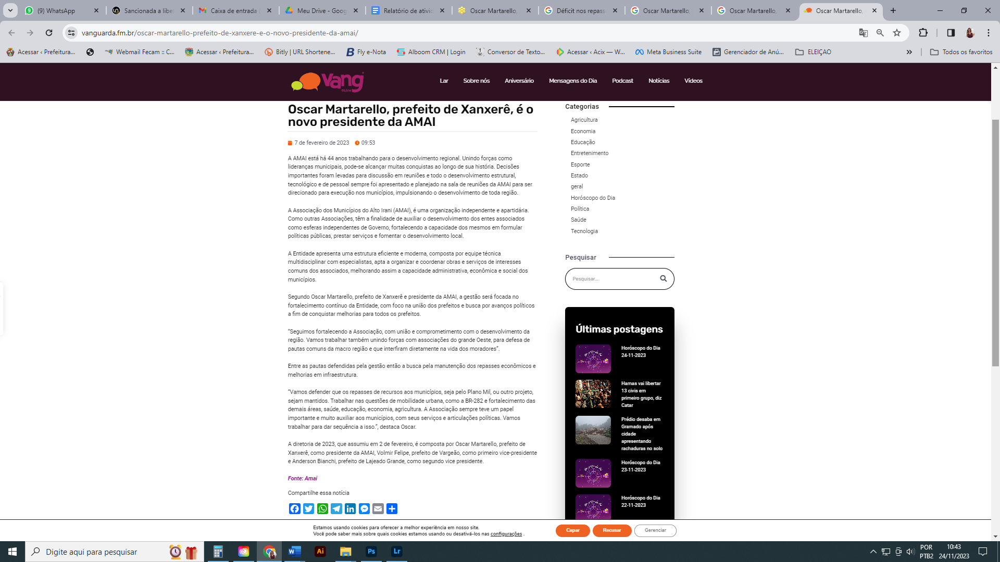 (9) WhatsApp
Sancionada a libe
Caixa de entrada
Meu Drive - Goog
Relatório de ativid
Oscar Martarello,
Déficit nos repass
Oscar Martarello,
Oscar Martarello,
Oscar Martarello,
vanguarda.fm.br/oscar-martarello-prefeito-de-xanxere-e-o-novo-presidente-da-amai/
Acessar ‹ Prefeitura...
Webmail Fecam :: C...
Acessar ‹ Prefeitura...
Bitly | URL Shortene...
Fly e-Nota
Alboom CRM | Login
Conversor de Texto...
Acessar ‹ Acix — W...
Meta Business Suite
Gerenciador de Anú...
ELEIÇAO
Todos os favoritos
Vang
Lar
Sobre nós
Aniversário
Mensagens do Dia
Podcast
Notícias
Vídeos
Oscar Martarello, prefeito de Xanxerê, é o
novo presidente da AMAI
7 de fevereiro de 2023 09:53
A AMAI está há 44 anos trabalhando para o desenvolvimento regional. Unindo forças como
lideranças municipais, pode-se alcançar muitas conquistas ao longo de sua história. Decisões
importantes foram levadas para discussão em reuniões e todo o desenvolvimento estrutural,
tecnológico e de pessoal sempre foi apresentado e planejado na sala de reuniões da AMAI para ser
direcionado para execução nos municípios, impulsionando o desenvolvimento de toda região.
A Associação dos Municípios do Alto Irani (AMAI), é uma organização independente e apartidária.
Como outras Associações, têm a finalidade de auxiliar o desenvolvimento dos entes associados
como esferas independentes de Governo, fortalecendo a capacidade dos mesmos em formular
políticas públicas, prestar serviços e fomentar o desenvolvimento local.
A Entidade apresenta uma estrutura eficiente e moderna, composta por equipe técnica
multidisciplinar com especialistas, apta a organizar e coordenar obras e serviços de interesses
comuns dos associados, melhorando assim a capacidade administrativa, econômica e social dos
municípios.
Segundo Oscar Martarello, prefeito de Xanxerê e presidente da AMAI, a gestão será focada no
fortalecimento contínuo da Entidade, com foco na união dos prefeitos e busca por avanços políticos
a fim de conquistar melhorias para todos os prefeitos.
“Seguimos fortalecendo a Associação, com união e comprometimento com o desenvolvimento da
região. Vamos trabalhar também unindo forças com associações do grande Oeste, para defesa de
pautas comuns da macro região e que interfiram diretamente na vida dos moradores”.
Entre as pautas defendidas pela gestão então a busca pela manutenção dos repasses econômicos e
melhorias em infraestrutura.
“Vamos defender que os repasses de recursos aos municípios, seja pelo Plano Mil, ou outro projeto,
sejam mantidos. Trabalhar nas questões de mobilidade urbana, como a BR-282 e fortalecimento das
demais áreas, saúde, educação, economia, agricultura. A Associação sempre teve um papel
importante e muito auxiliar aos municípios, com seus serviços e articulações políticas. Vamos
trabalhar para dar sequência a isso.”, destaca Oscar.
A diretoria de 2023, que assumiu em 2 de fevereiro, é composta por Oscar Martarello, prefeito de
Xanxerê, como presidente da AMAI, Volmir Felipe, prefeito de Vargeão, como primeiro vice-presidente
e Anderson Bianchi, prefeito de Lajeado Grande, como segundo vice presidente.
Fonte: Amai
Compartilhe essa notícia
Categorias
Agricultura
Economia
Educação
Entretenimento
Esporte
Estado
geral
Horóscopo do Dia
Política
Saúde
Tecnologia
Pesquisar
Pesquisar...
Últimas postagens
Horóscopo do Dia
24-11-2023
Hamas vai libertar
13 civis em
primeiro grupo, diz
Catar
Prédio desaba em
Gramado após
cidade
apresentando
rachaduras no solo
Horóscopo do Dia
23-11-2023
Horóscopo do Dia
22-11-2023
Estamos usando cookies para oferecer a melhor experiência em nosso site.
Você pode saber mais sobre quais cookies estamos usando ou desativá-los nas configurações .
Capar
Recusar
Gerenciar
Digite aqui para pesquisar
Ai
Ps
Lr
POR
PTB2
10:43
24/11/2023